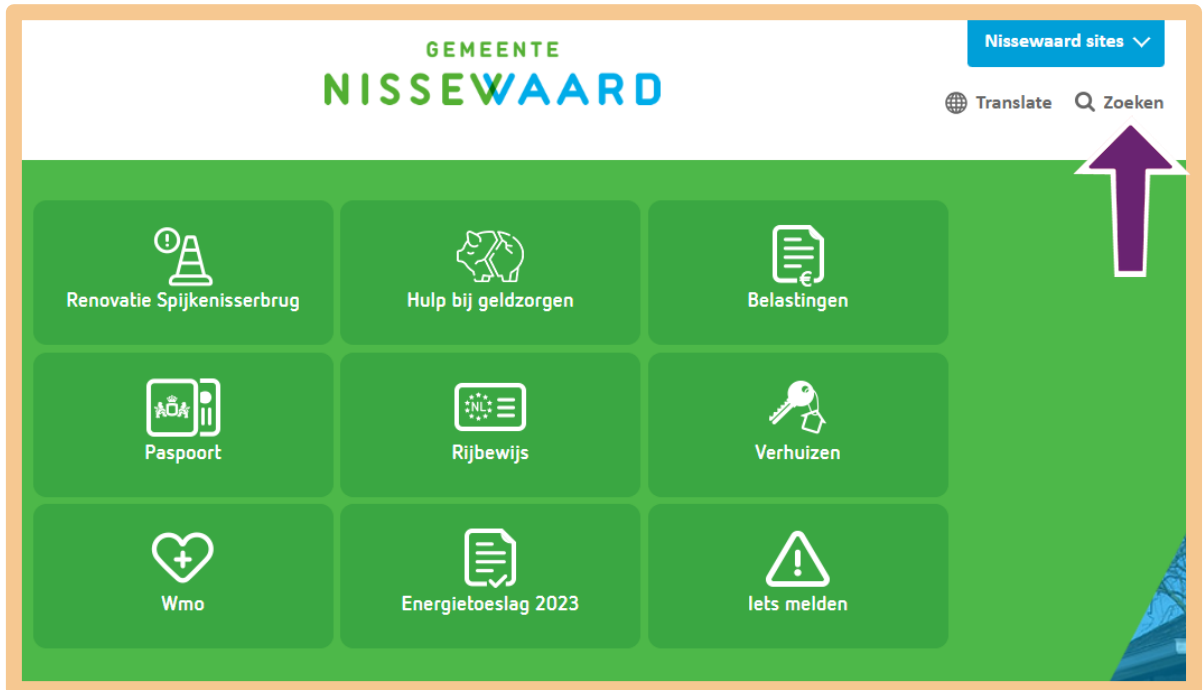 GEMEENTE
NISSEWAARD
Nissewaard sites
Translate Zoeken
Renovatie Spijkenisserbrug
Hulp bij geldzorgen
€
Belastingen
Paspoort
NL
Rijbewijs
Verhuizen
Wmo
Energietoeslag 2023
Iets melden